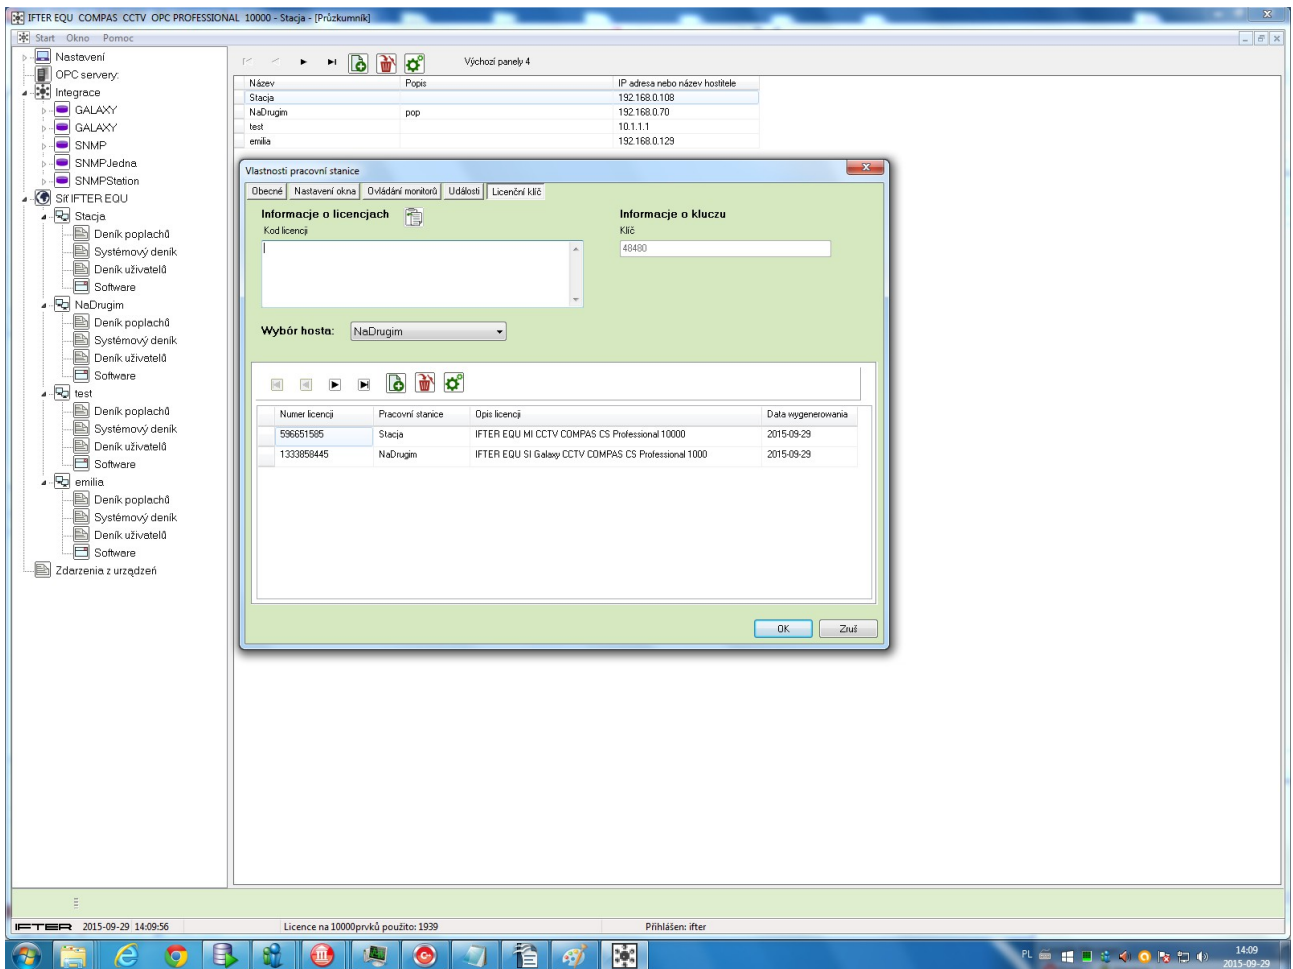 IFTER EQU COMPAS CCTV OPC PROFESSIONAL 10000 - Stacja - [Průzkumník]
Start Okno Pomoc
Nastavení
OPC servery:
Integrace
GALAXY
GALAXY
SNMP
SNMPJedna
SNMPStation
Síť IFTER EQU
Stacja
Deník poplachů
Systémový deník
Deník uživatelů
Software
NaDrugim
Deník poplachů
Systémový deník
Deník uživatelů
Software
test
Deník poplachů
Systémový deník
Deník uživatelů
Software
emilia
Deník poplachů
Systémový deník
Deník uživatelů
Software
Zdarzenia z urządzeń
Výchozí panely 4
Název Popis IP adresa nebo název hostitele
Stacja 192.168.0.108
NaDrugim pop 192.168.0.70
test 10.1.1.1
emilia 192.168.0.129
Vlastnosti pracovní stanice
Obecné Nastavení okna Ovládání monitorů Události Licenční klíč
Informacje o licencjach Informacje o kluczu
Kod licencji Klíč
48480
Wybór hosta: NaDrugim
Numer licencji Pracovní stanice Opis licencji Data wygenerowania
596651585 Stacja IFTER EQU MI CCTV COMPAS CS Professional 10000 2015-09-29
1333858445 NaDrugim IFTER EQU SI Galaxy CCTV COMPAS CS Professional 1000 2015-09-29
OK Zruš
IFTER 2015-09-29 14:09:56 Licence na 10000prvků použito: 1939 Přihlášen: ifter
PL 14:09
2015-09-29